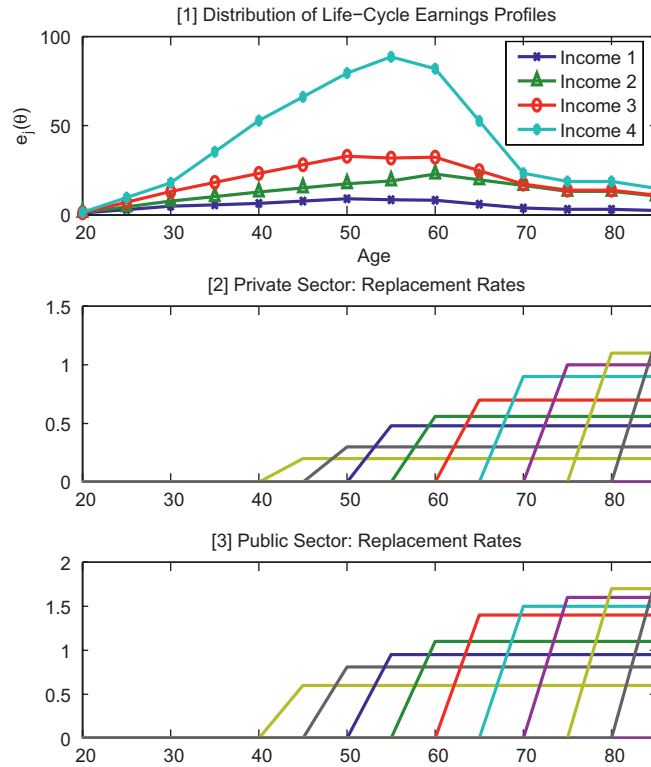 [1] Distribution of Life−Cycle Earnings Profiles
100
50
0
e_j(θ)
Income 1
Income 2
Income 3
Income 4
20 30 40 50 60 70 80
Age
[2] Private Sector: Replacement Rates
1.5
1
0.5
0
20 30 40 50 60 70 80
[3] Public Sector: Replacement Rates
2
1.5
1
0.5
0
20 30 40 50 60 70 80